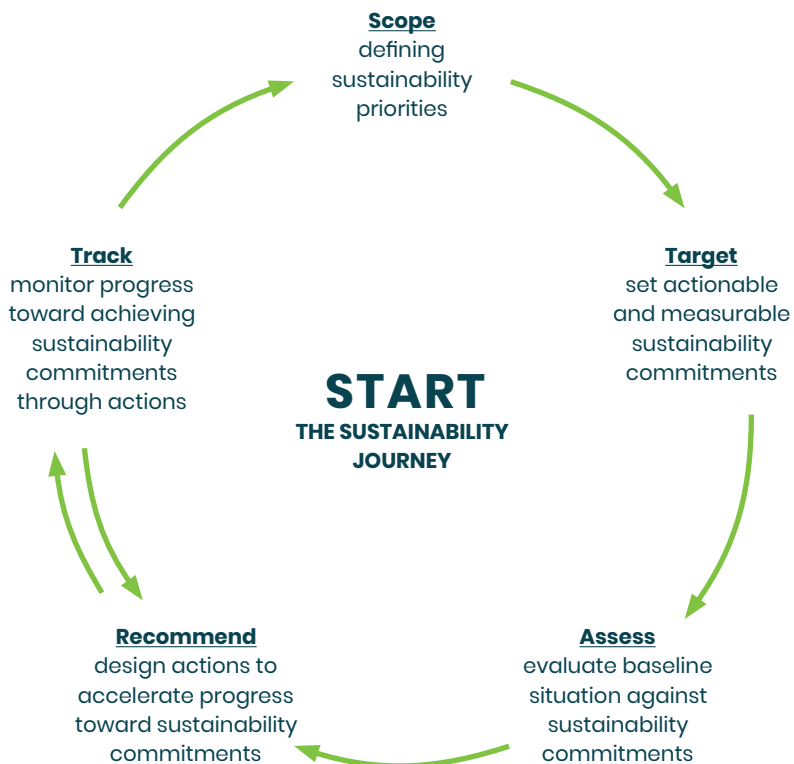 Scope
defining
sustainability
priorities
Target
set actionable
and measurable
sustainability
commitments
Assess
evaluate baseline
situation against
sustainability
commitments
Recommend
design actions to
accelerate progress
toward sustainability
commitments
Track
monitor progress
toward achieving
sustainability
commitments
through actions
START
THE SUSTAINABILITY
JOURNEY